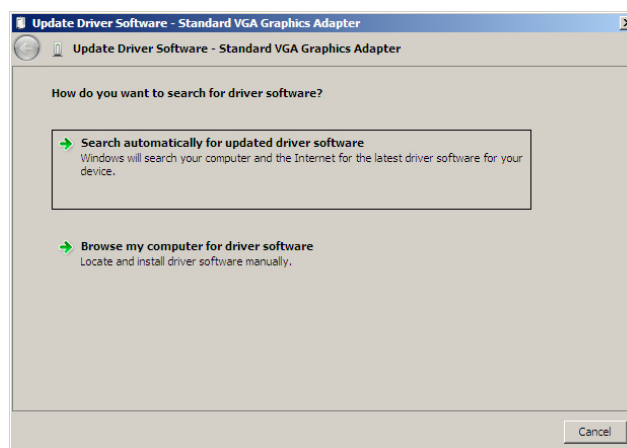 Update Driver Software - Standard VGA Graphics Adapter
Update Driver Software - Standard VGA Graphics Adapter
How do you want to search for driver software?
Search automatically for updated driver software
Windows will search your computer and the Internet for the latest driver software for your
device.
Browse my computer for driver software
Locate and install driver software manually.
Cancel